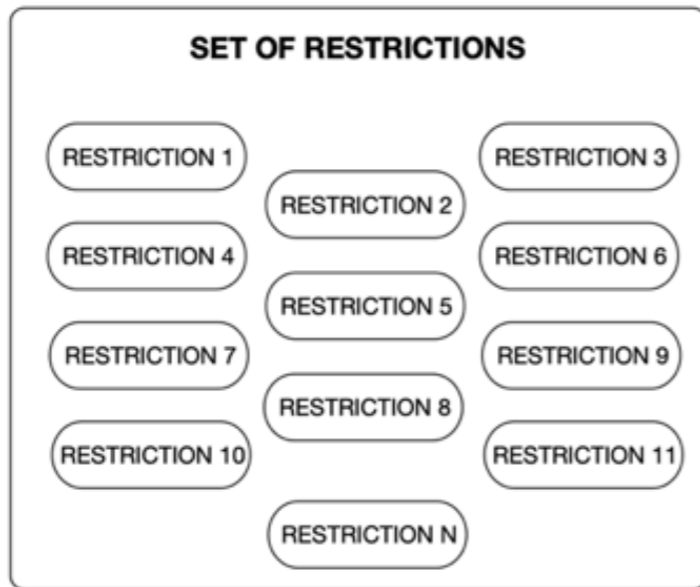 SET OF RESTRICTIONS
RESTRICTION 1
RESTRICTION 2
RESTRICTION 3
RESTRICTION 4
RESTRICTION 5
RESTRICTION 6
RESTRICTION 7
RESTRICTION 8
RESTRICTION 9
RESTRICTION 10
RESTRICTION 11
RESTRICTION N